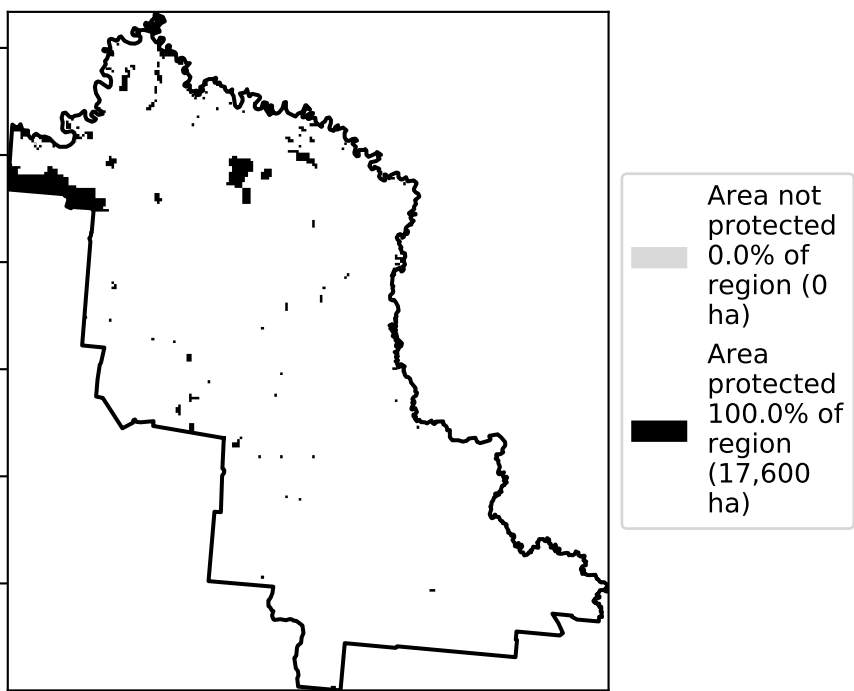 Area not
protected
0.0% of
region (0
ha)
Area
protected
100.0% of
region
(17,600
ha)